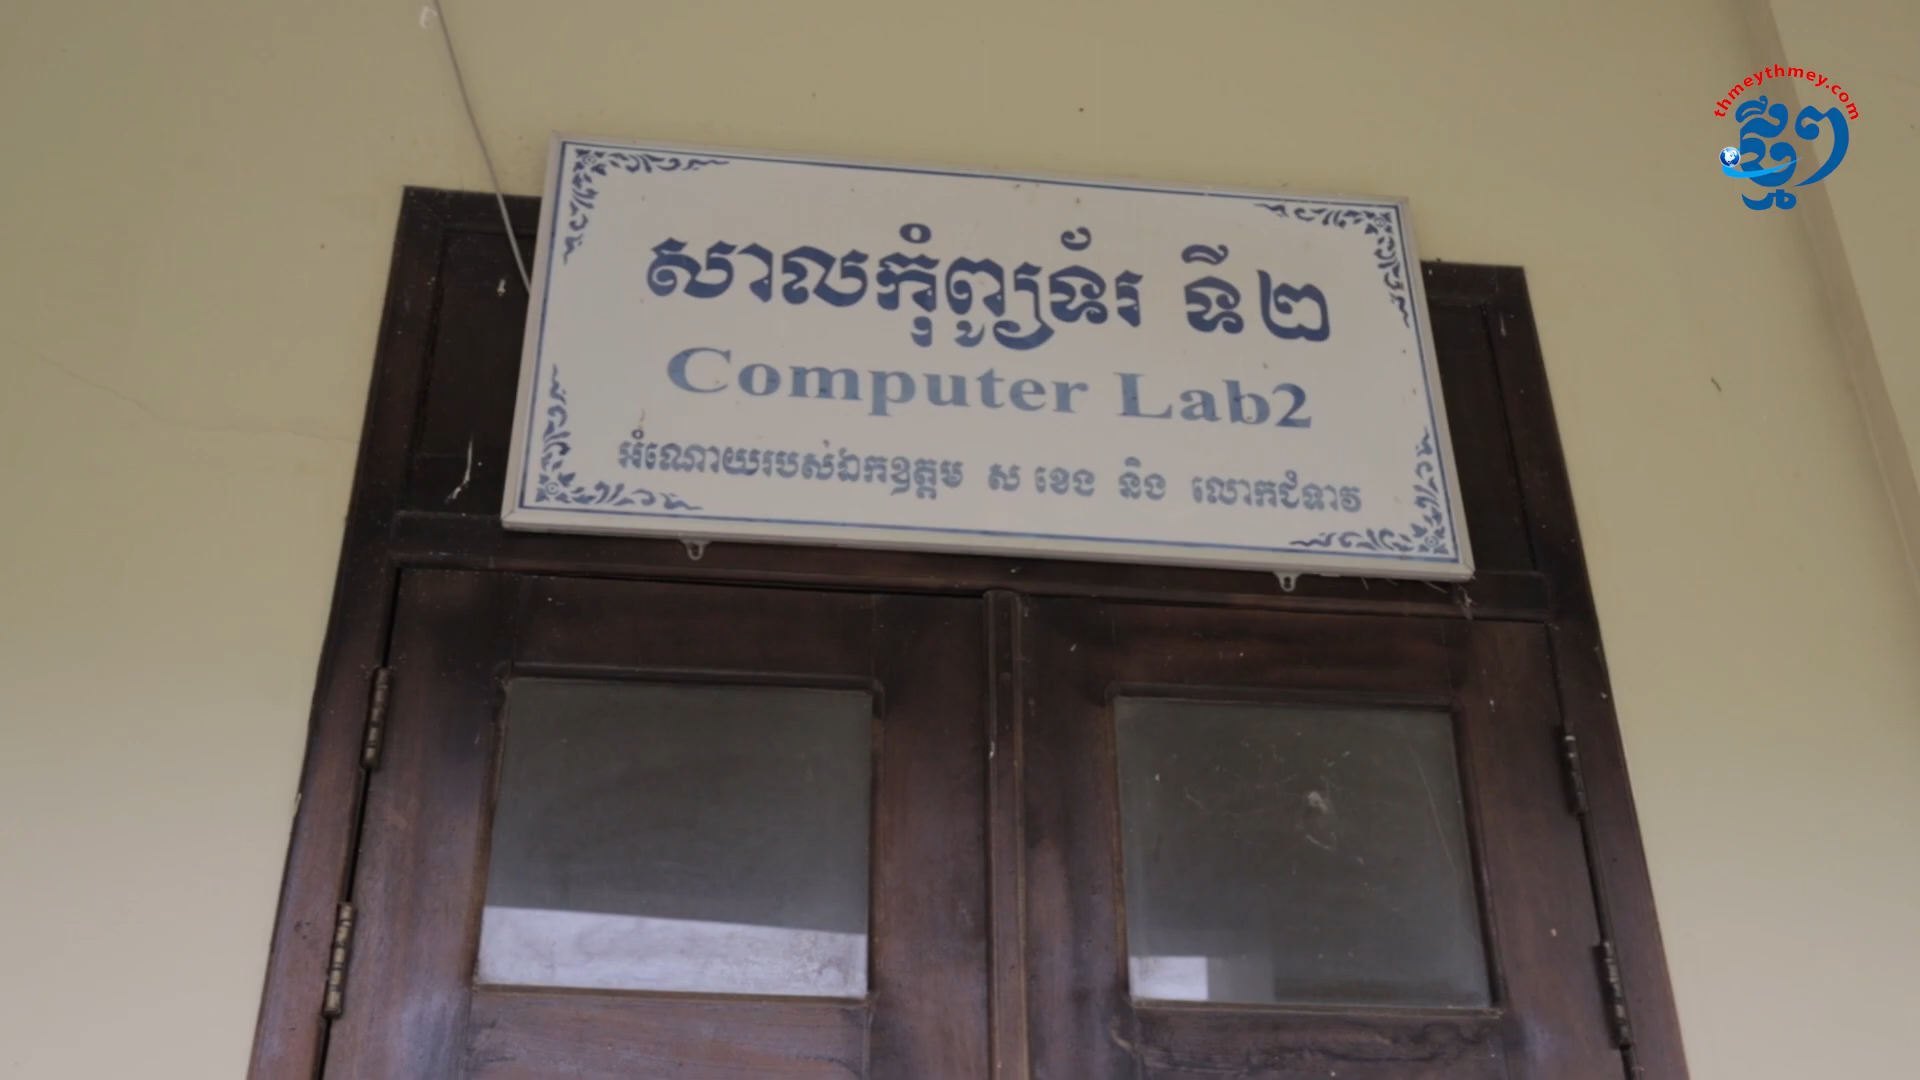 thmeythmey.com
ថ្មីៗ
សាលកុំព្យូទ័រ ទី២
Computer Lab2
អំណោយរបស់ឯកឧត្តម ស ខេង និង លោកជំទាវ